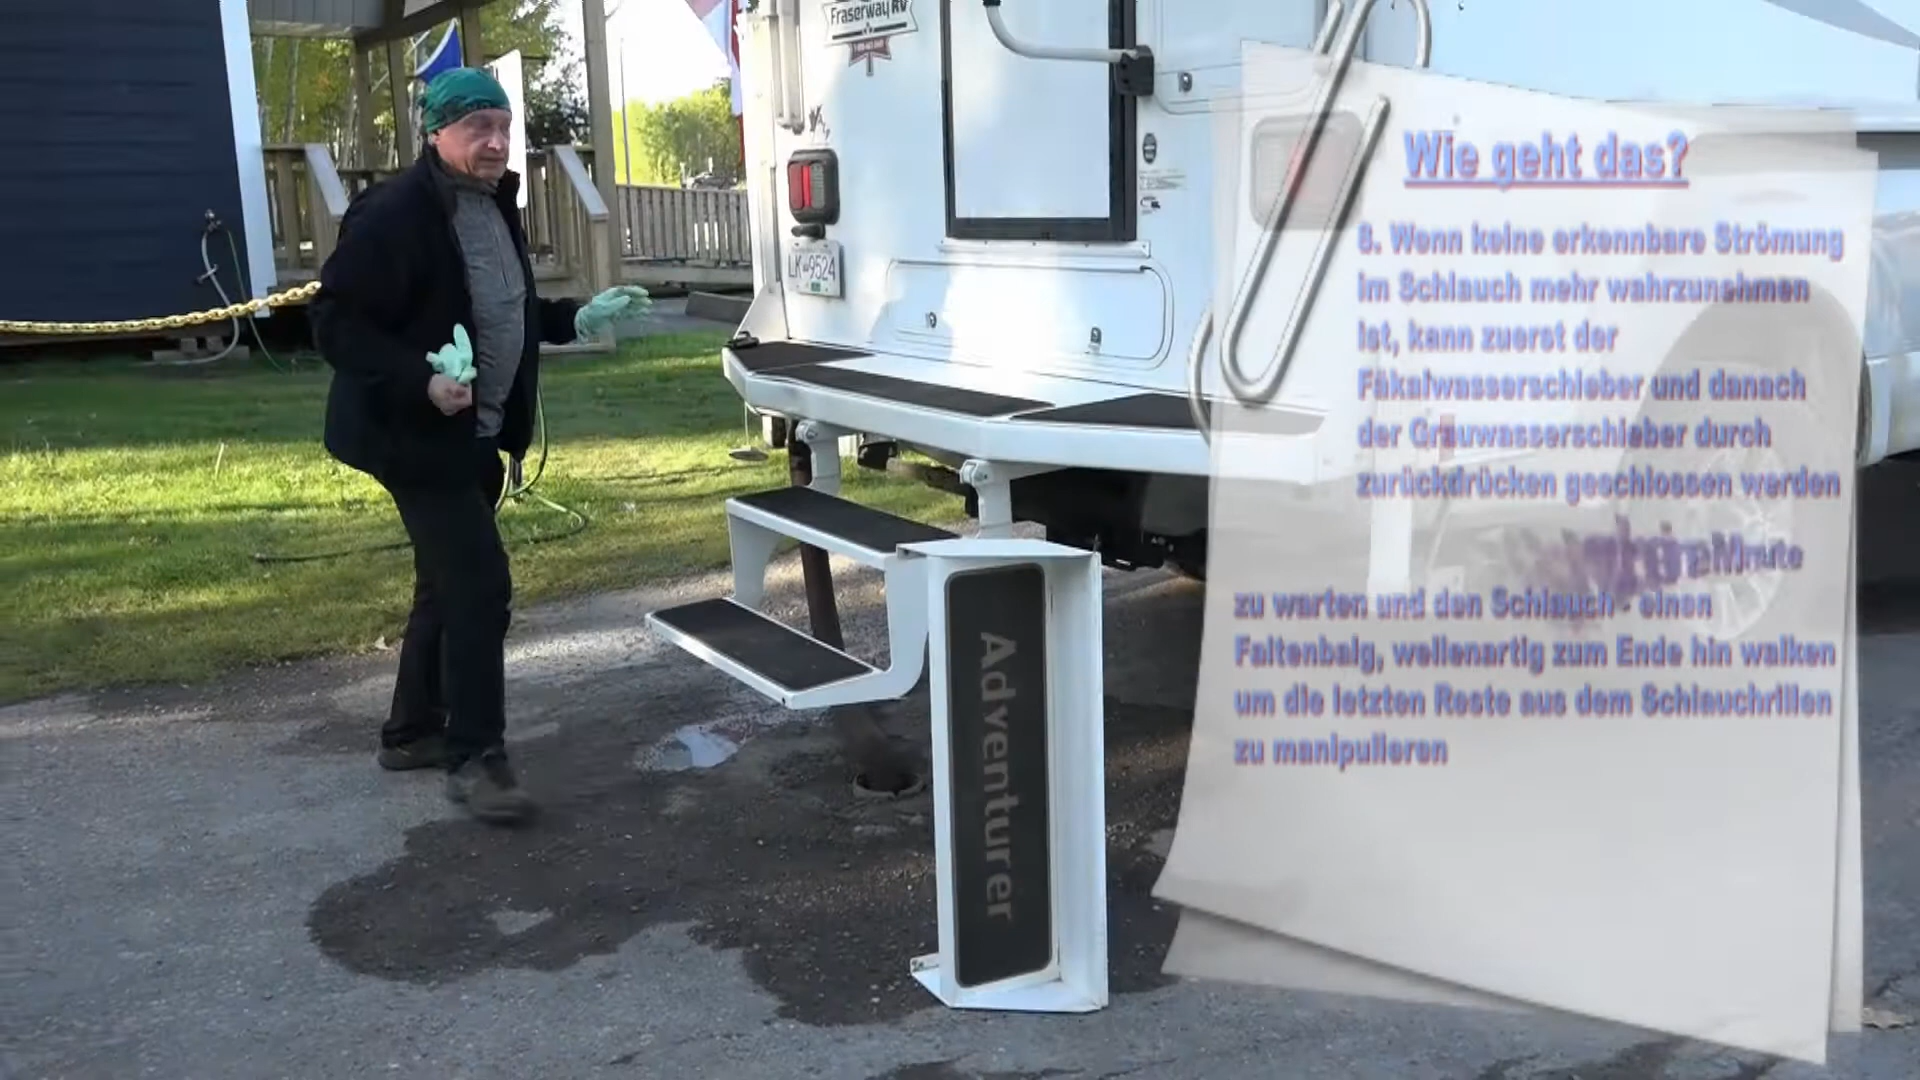 Fraserway RV
LK 9524
Adventurer
Wie geht das?
8. Wenn keine erkennbare Strömung
im Schlauch mehr wahrzunehmen
ist, kann zuerst der
Fäkalwasserschieber und danach
der Grauwasserschieber durch
zurückdrücken geschlossen werden
Minute
zu warten und den Schlauch - einen
Faltenbalg, wellenartig zum Ende hin walken
um die letzten Reste aus dem Schlauchrillen
zu manipulieren